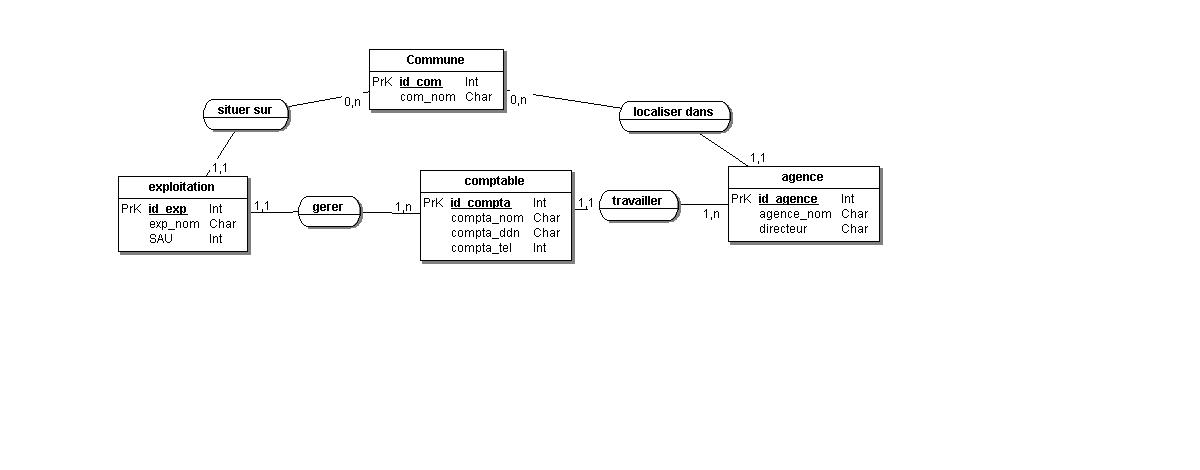 Commune
PrK id_com Int
com_nom Char
situer sur
0,n
0,n
localiser dans
1,1
1,1
exploitation
PrK id_exp Int
exp_nom Char
SAU Int
1,1
gerer
1,n
comptable
PrK id_compta Int
compta_nom Char
compta_ddn Char
compta_tel Int
1,1
travailler
1,n
agence
PrK id_agence Int
agence_nom Char
directeur Char